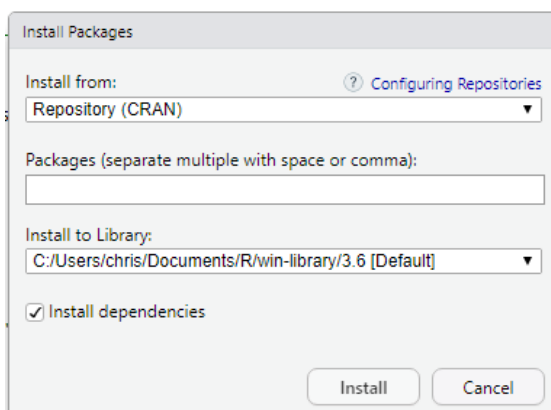 Install Packages
Install from:
? Configuring Repositories
Repository (CRAN)
Packages (separate multiple with space or comma):
Install to Library:
C:/Users/chris/Documents/R/win-library/3.6 [Default]
Install dependencies
Install Cancel